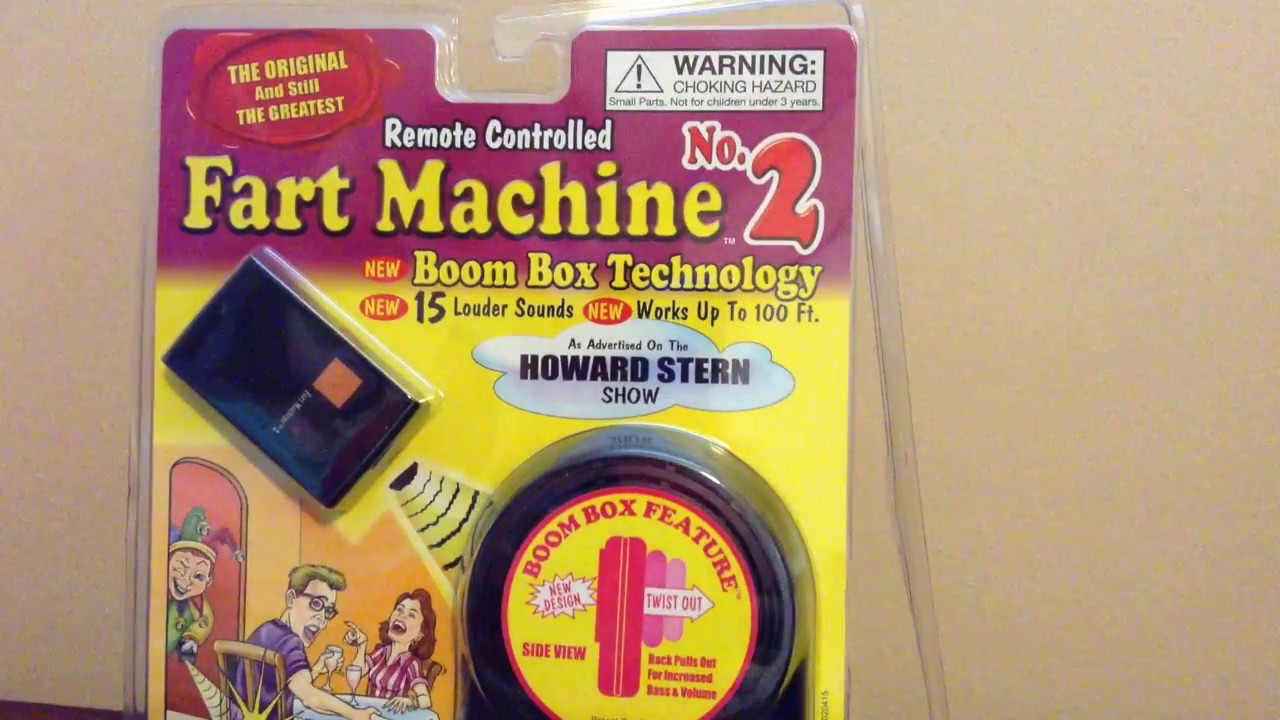 THE ORIGINAL
And Still
THE GREATEST
WARNING:
CHOKING HAZARD
Small Parts. Not for children under 3 years.
Remote Controlled
No. 2
Fart Machine™
NEW Boom Box Technology
NEW 15 Louder Sounds NEW Works Up To 100 Ft.
As Advertised On The
HOWARD STERN
SHOW
BOOM BOX FEATURE™
NEW
DESIGN
TWIST OUT
SIDE VIEW
Back Pulls Out
For Increased
Bass & Volume